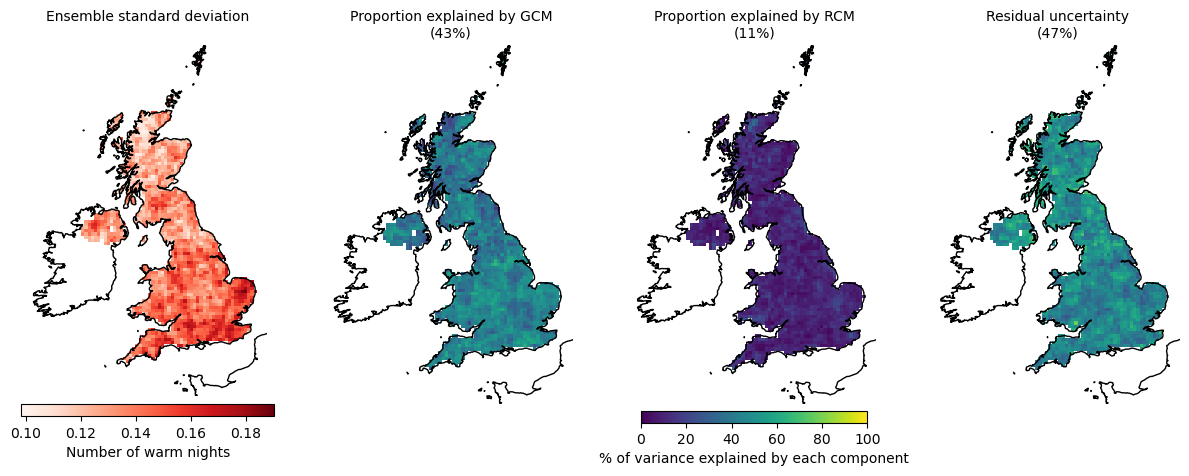 Ensemble standard deviation
Proportion explained by GCM
(43%)
Proportion explained by RCM
(11%)
Residual uncertainty
(47%)
0.10 0.12 0.14 0.16 0.18
Number of warm nights
0 20 40 60 80 100
% of variance explained by each component